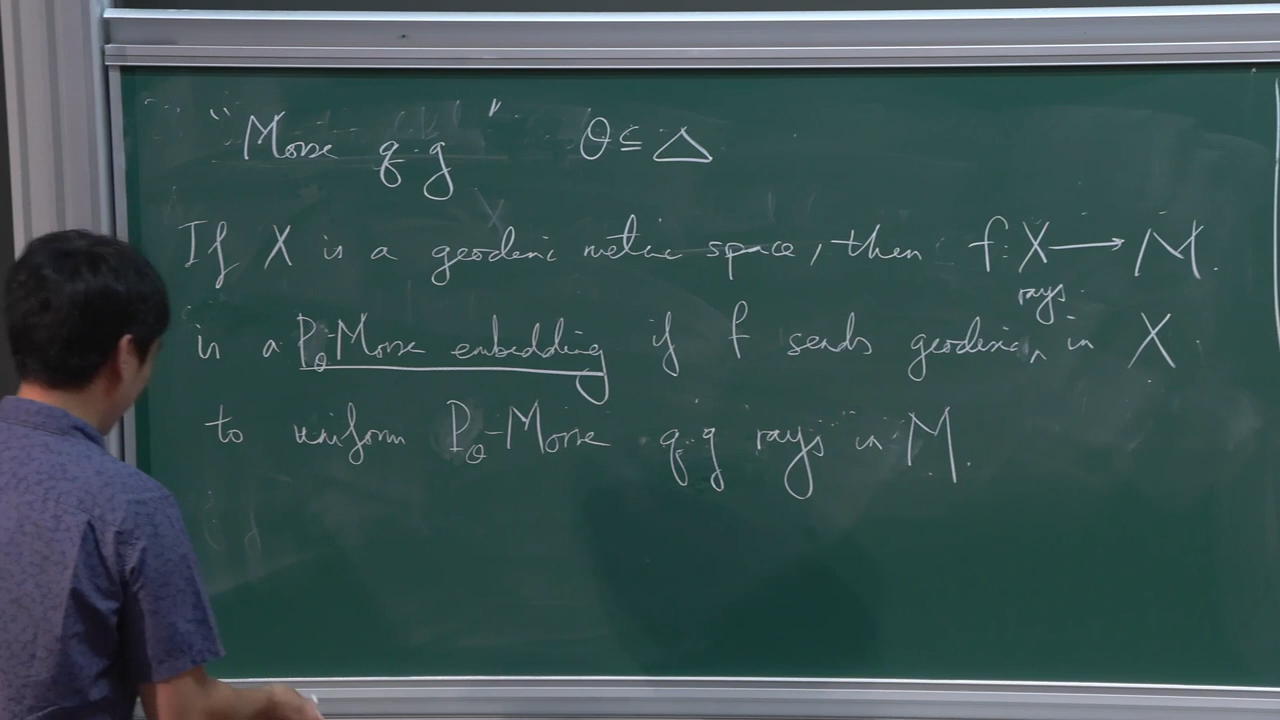 "Morse q.g" θ ⊆ Δ
If X is a geodesic metric space, then f: X → M.
is a P_θ-Morse embedding if f sends geodesic rays in X.
to uniform P_θ-Morse q.g rays in M.